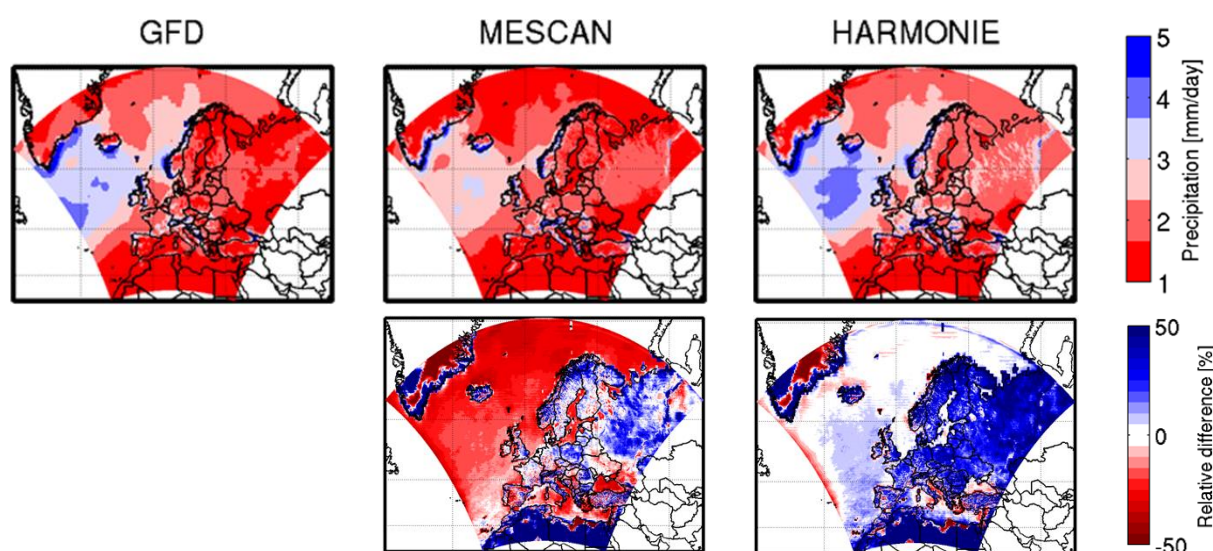 GFD
MESCAN
HARMONIE
5
4
3
2
1
Precipitation [mm/day]
50
0
-50
Relative difference [%]